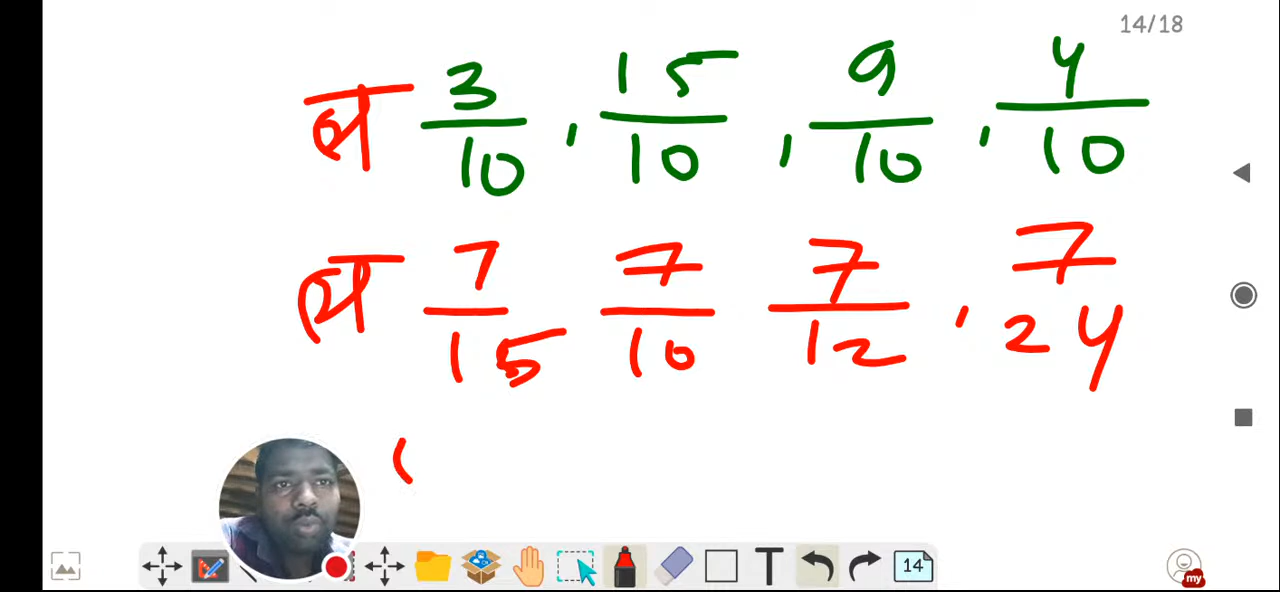 14/18
3/10 , 15/10 , 9/10 , 4/10
7/15 7/10 7/12 , 7/24
(
T 14
my